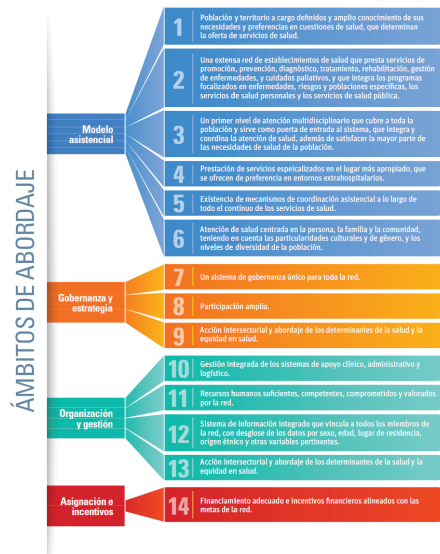 ÁMBITOS DE ABORDAJE
Modelo
asistencial
1
Población y territorio a cargo definidos y amplio conocimiento de sus
necesidades y preferencias en cuestiones de salud, que determinan
la oferta de servicios de salud.
2
Una extensa red de establecimientos de salud que presta servicios de
promoción, prevención, diagnóstico, tratamiento, rehabilitación, gestión
de enfermedades, y cuidados paliativos, y que integra los programas
focalizados en enfermedades, riesgos y poblaciones específicas, los
servicios de salud personales y los servicios de salud pública.
3
Un primer nivel de atención multidisciplinario que cubre a toda la
población y sirve como puerta de entrada al sistema, que integra y
coordina la atención de salud, además de satisfacer la mayor parte de
las necesidades de salud de la población.
4
Prestación de servicios especializados en el lugar más apropiado, que
se ofrecen de preferencia en entornos extrahospitalarios.
5
Existencia de mecanismos de coordinación asistencial a lo largo de
todo el continuo de los servicios de salud.
6
Atención de salud centrada en la persona, la familia y la comunidad,
teniendo en cuenta las particularidades culturales y de género, y los
niveles de diversidad de la población.
Gobernanza y
estrategia
7
Un sistema de gobernanza único para toda la red.
8
Participación amplia.
9
Acción intersectorial y abordaje de los determinantes de la salud y la
equidad en salud.
Organización
y gestión
10
Gestión integrada de los sistemas de apoyo clínico, administrativo y
logístico.
11
Recursos humanos suficientes, competentes, comprometidos y valorados
por la red.
12
Sistema de información integrado que vincula a todos los miembros de
la red, con desglose de los datos por sexo, edad, lugar de residencia,
origen étnico y otras variables pertinentes.
13
Acción intersectorial y abordaje de los determinantes de la salud y la
equidad en salud.
Asignación e
incentivos
14
Financiamiento adecuado e incentivos financieros alineados con las
metas de la red.